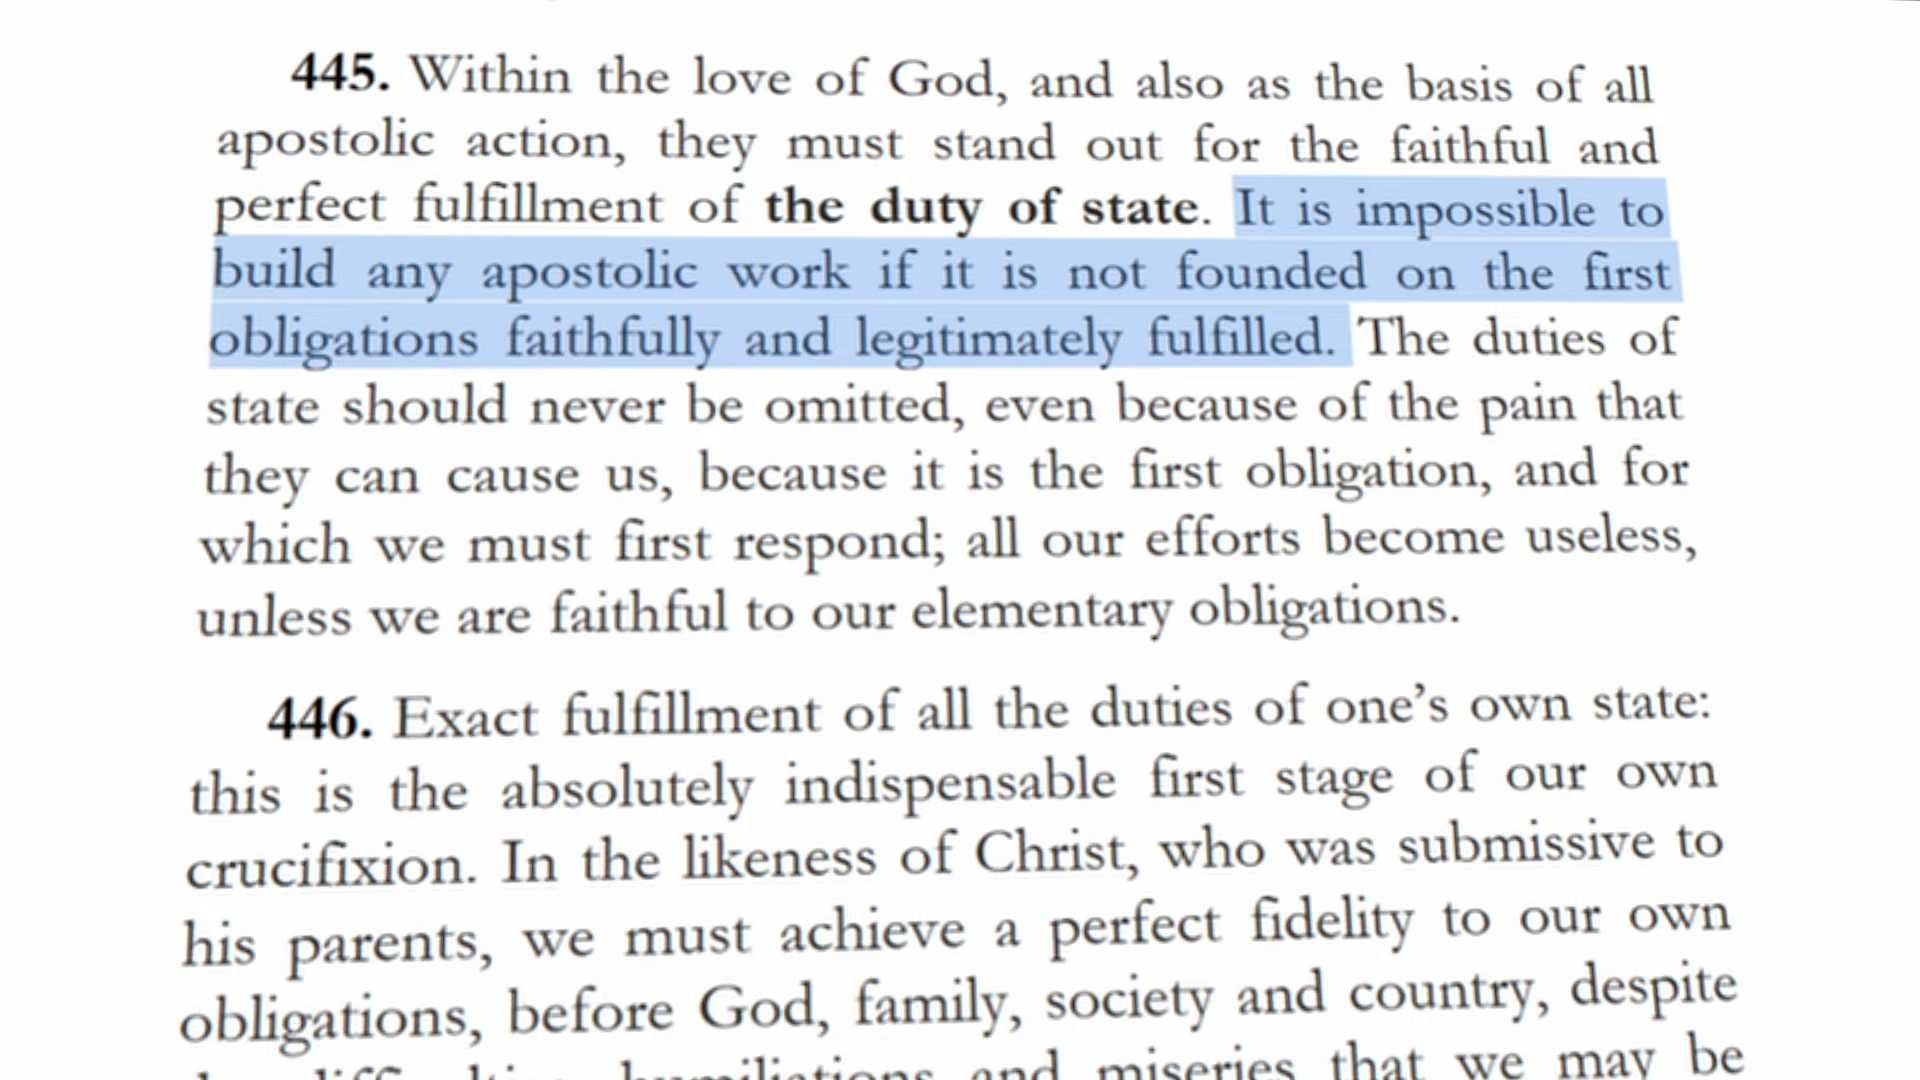 445. Within the love of God, and also as the basis of all
apostolic action, they must stand out for the faithful and
perfect fulfillment of the duty of state. It is impossible to
build any apostolic work if it is not founded on the first
obligations faithfully and legitimately fulfilled. The duties of
state should never be omitted, even because of the pain that
they can cause us, because it is the first obligation, and for
which we must first respond; all our efforts become useless,
unless we are faithful to our elementary obligations.
446. Exact fulfillment of all the duties of one’s own state:
this is the absolutely indispensable first stage of our own
crucifixion. In the likeness of Christ, who was submissive to
his parents, we must achieve a perfect fidelity to our own
obligations, before God, family, society and country, despite
humiliations and miseries that we may be